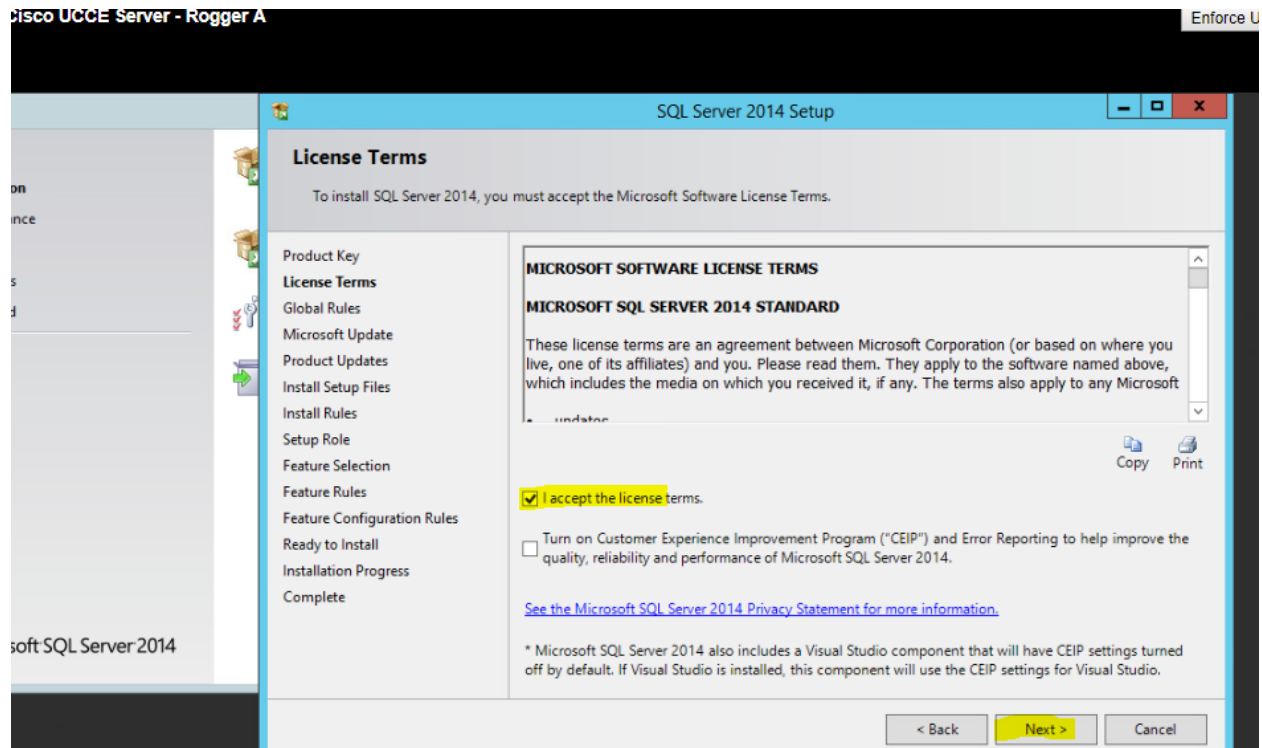 Cisco UCCE Server - Rogger A
Enforce U
SQL Server 2014 Setup
License Terms
To install SQL Server 2014, you must accept the Microsoft Software License Terms.
on
ance
s
d
soft SQL Server 2014
Product Key
License Terms
Global Rules
Microsoft Update
Product Updates
Install Setup Files
Install Rules
Setup Role
Feature Selection
Feature Rules
Feature Configuration Rules
Ready to Install
Installation Progress
Complete
MICROSOFT SOFTWARE LICENSE TERMS
MICROSOFT SQL SERVER 2014 STANDARD
These license terms are an agreement between Microsoft Corporation (or based on where you
live, one of its affiliates) and you. Please read them. They apply to the software named above,
which includes the media on which you received it, if any. The terms also apply to any Microsoft
• updates
Copy Print
I accept the license terms.
Turn on Customer Experience Improvement Program ("CEIP") and Error Reporting to help improve the
quality, reliability and performance of Microsoft SQL Server 2014.
See the Microsoft SQL Server 2014 Privacy Statement for more information.
* Microsoft SQL Server 2014 also includes a Visual Studio component that will have CEIP settings turned
off by default. If Visual Studio is installed, this component will use the CEIP settings for Visual Studio.
< Back Next > Cancel